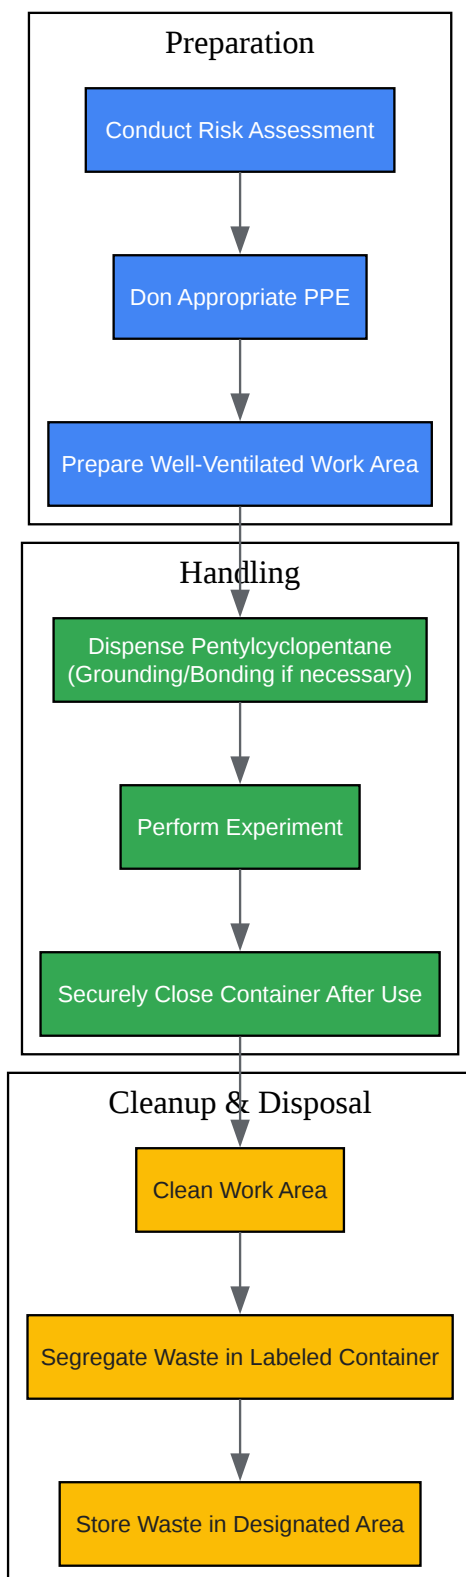 Preparation
Conduct Risk Assessment
Don Appropriate PPE
Prepare Well-Ventilated Work Area
Handling
Dispense Pentylcyclopentane
(Grounding/Bonding if necessary)
Perform Experiment
Securely Close Container After Use
Cleanup & Disposal
Clean Work Area
Segregate Waste in Labeled Container
Store Waste in Designated Area